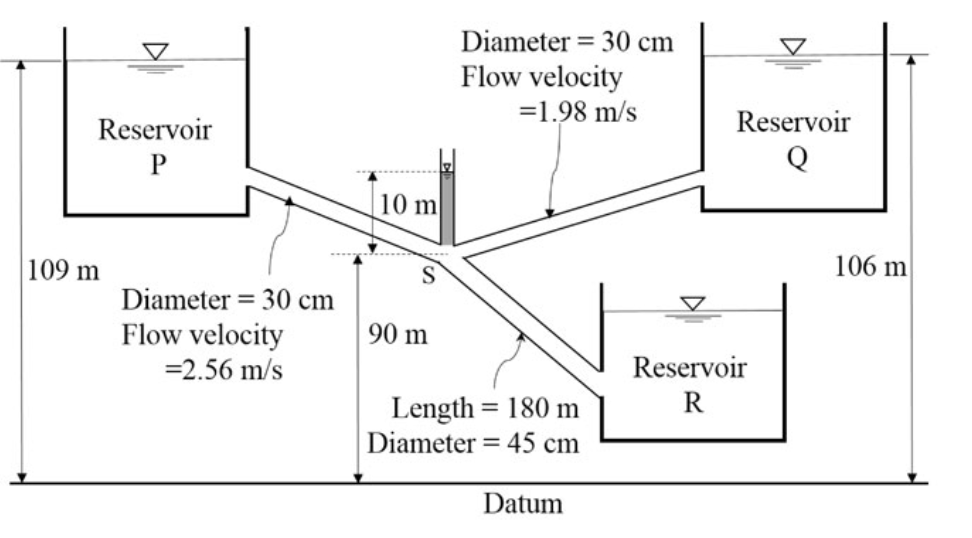 Diameter = 30 cm
Flow velocity
=1.98 m/s
Reservoir
P
Reservoir
Q
10 m
109 m
S
106 m
Diameter = 30 cm
Flow velocity
=2.56 m/s
90 m
Reservoir
R
Length = 180 m
Diameter = 45 cm
Datum